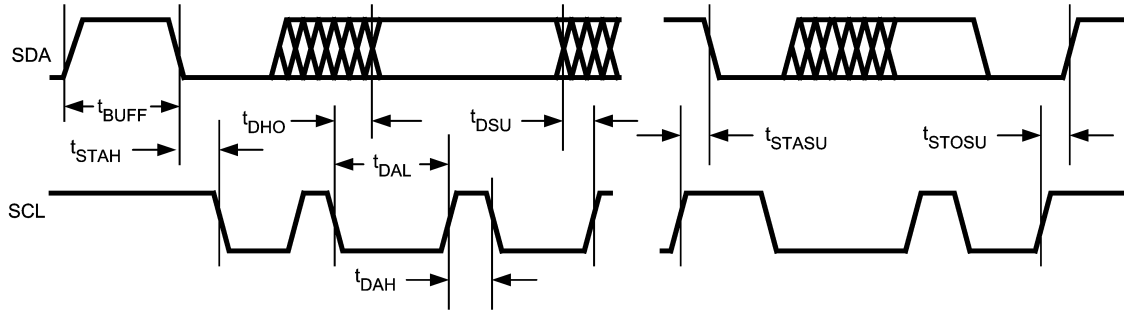 SDA
tBUFF
tDHO
tDSU
tSTAH
tSTASU
tSTOSU
tDAL
SCL
tDAH